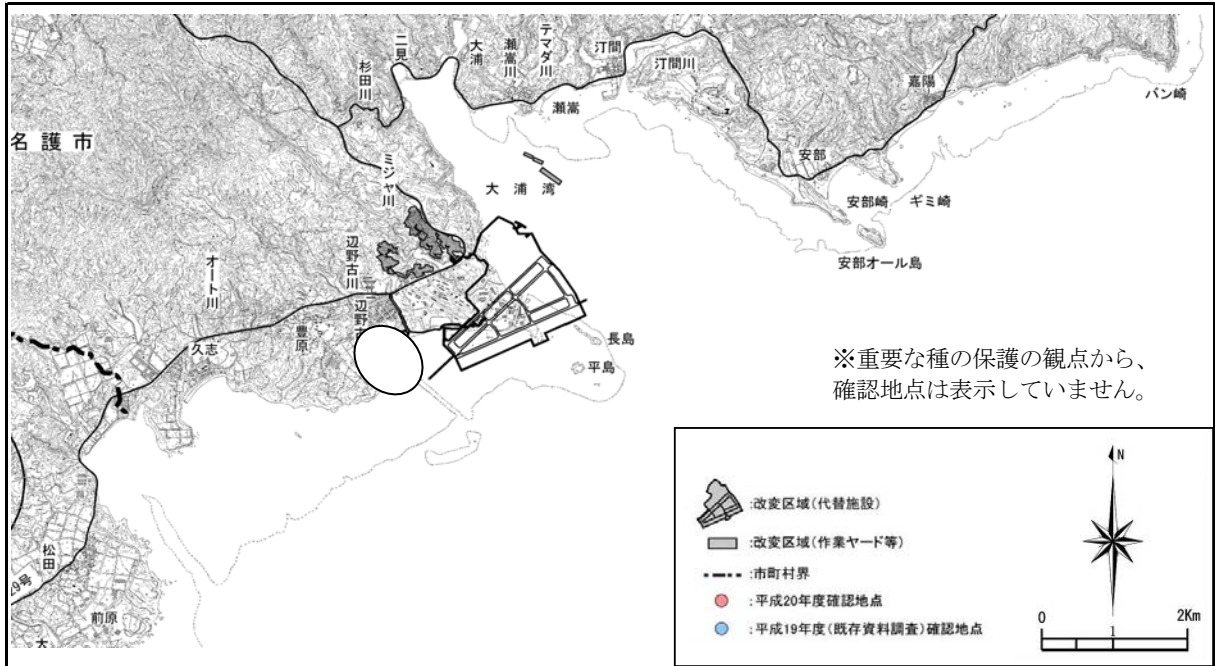 二見
大浦
瀬嵩川
テマダ川
汀間
汀間川
杉田川
瀬嵩
嘉陽
バン崎
名護市
ミジャ川
安部
大浦湾
安部崎
ギミ崎
安部オール島
辺野古川
オート川
豊原
久志
長島
平島
※重要な種の保護の観点から、
確認地点は表示していません。
:改変区域(代替施設)
:改変区域(作業ヤード等)
:市町村界
:平成20年度確認地点
:平成19年度(既存資料調査)確認地点
N
0 1 2Km
松田
前原